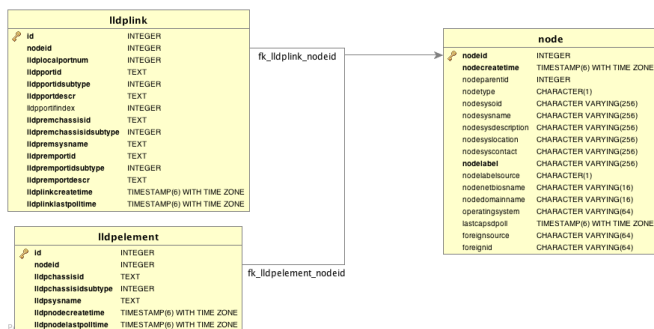 lldplink
id INTEGER
nodeid INTEGER
lldplocalportnum INTEGER
lldpportid TEXT
lldpportidsubtype INTEGER
lldpportdescr TEXT
lldpportifindex INTEGER
lldpremchassisid TEXT
lldpremchassisidsubtype INTEGER
lldpremsysname TEXT
lldpremportid TEXT
lldpremportidsubtype INTEGER
lldpremportdescr TEXT
lldplinkcreatetime TIMESTAMP(6) WITH TIME ZONE
lldplinklastpolltime TIMESTAMP(6) WITH TIME ZONE
fk_lldplink_nodeid
node
nodeid INTEGER
nodecreatetime TIMESTAMP(6) WITH TIME ZONE
nodeparentid INTEGER
nodetype CHARACTER(1)
nodesysoid CHARACTER VARYING(256)
nodesysname CHARACTER VARYING(256)
nodesysdescription CHARACTER VARYING(256)
nodesyslocation CHARACTER VARYING(256)
nodesyscontact CHARACTER VARYING(256)
nodelabel CHARACTER VARYING(256)
nodelabelsource CHARACTER(1)
nodenetbiosname CHARACTER VARYING(16)
nodedomainname CHARACTER VARYING(16)
operatingsystem CHARACTER VARYING(64)
lastcapsdpoll TIMESTAMP(6) WITH TIME ZONE
foreignsource CHARACTER VARYING(64)
foreignid CHARACTER VARYING(64)
lldpelement
id INTEGER
nodeid INTEGER
lldpchassisid TEXT
lldpchassisidsubtype INTEGER
lldpsysname TEXT
lldpnodecreatetime TIMESTAMP(6) WITH TIME ZONE
lldpnodelastpolltime TIMESTAMP(6) WITH TIME ZONE
fk_lldpelement_nodeid